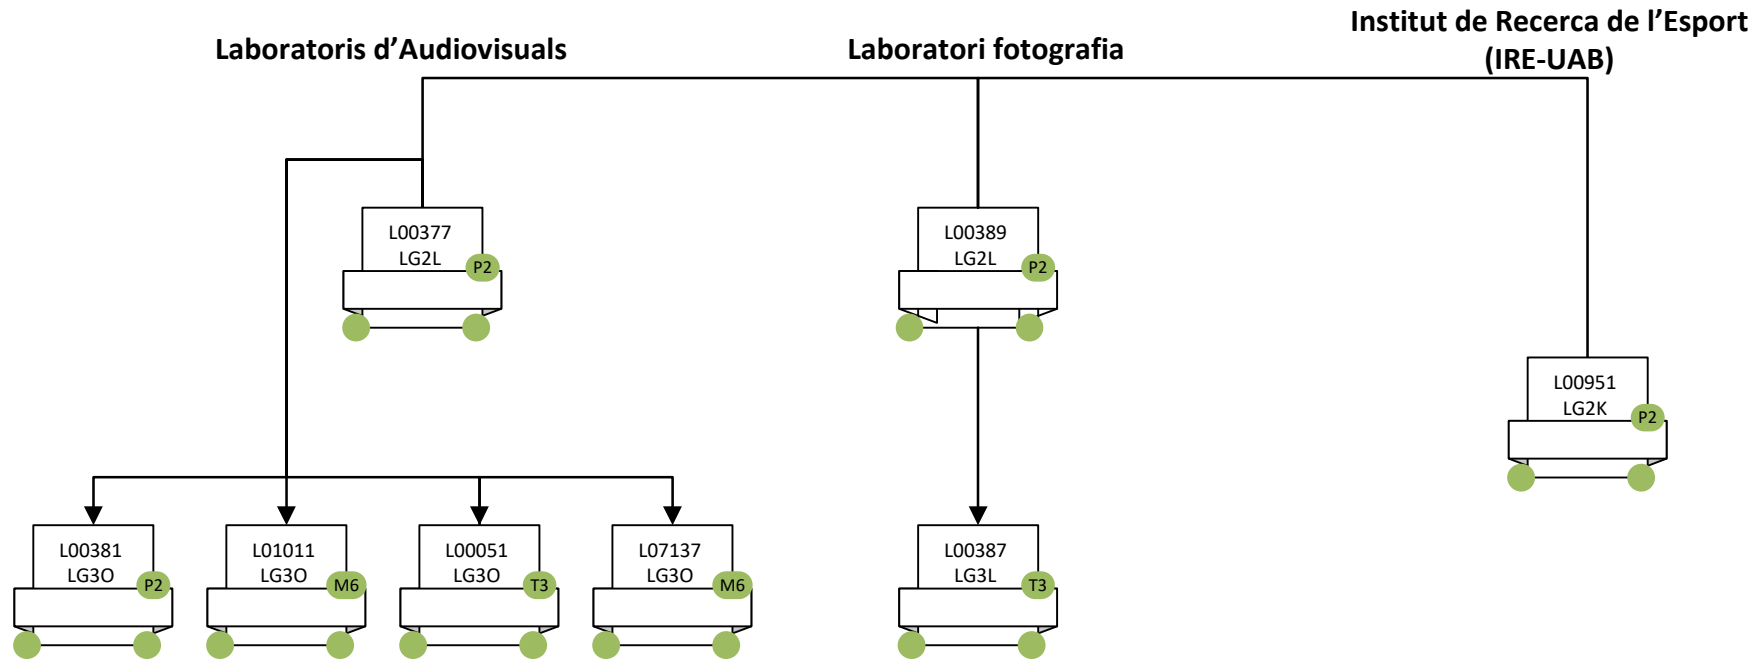 Laboratoris d’Audiovisuals
Laboratori fotografia
Institut de Recerca de l’Esport
(IRE-UAB)
L00377
LG2L
P2
L00389
LG2L
P2
L00951
LG2K
P2
L00381
LG3O
P2
L01011
LG3O
M6
L00051
LG3O
T3
L07137
LG3O
M6
L00387
LG3L
T3